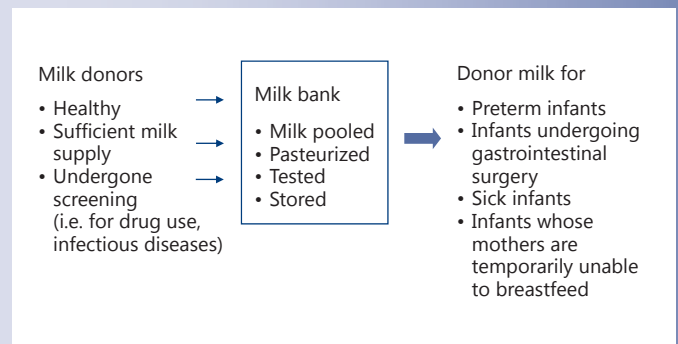 Milk donors
• Healthy
• Sufficient milk
supply
• Undergone
screening
(i.e. for drug use,
infectious diseases)
Milk bank
• Milk pooled
• Pasteurized
• Tested
• Stored
Donor milk for
• Preterm infants
• Infants undergoing
gastrointestinal
surgery
• Sick infants
• Infants whose
mothers are
temporarily unable
to breastfeed